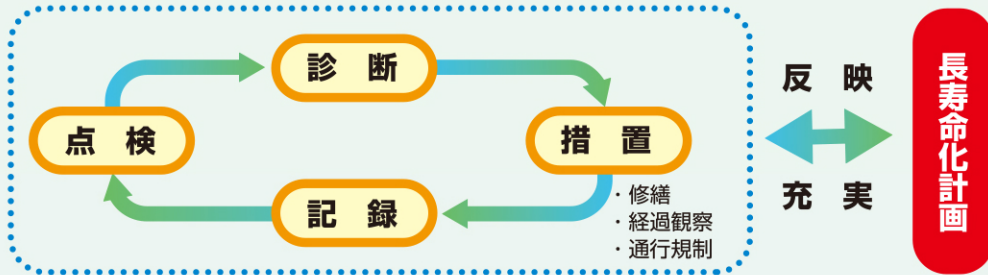 診 断
点 検
措 置
・修繕
・経過観察
・通行規制
記 録
反 映
充 実
長寿命化計画